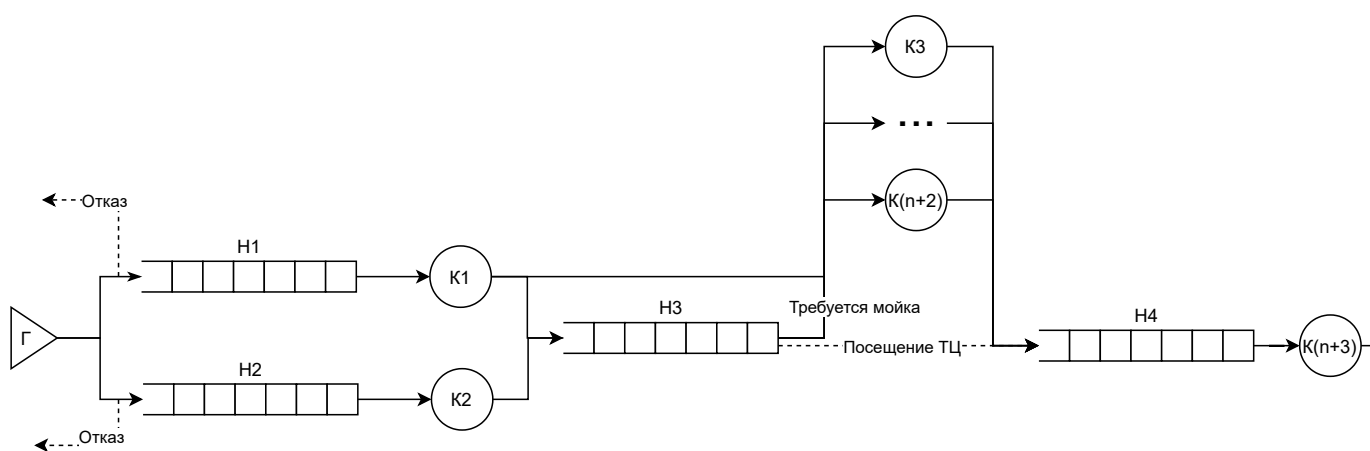 К3
...
К(n+2)
Отказ
Н1
К1
Требуется мойка
Н3
Н4
Г
Посещение ТЦ
К(n+3)
Н2
К2
Отказ